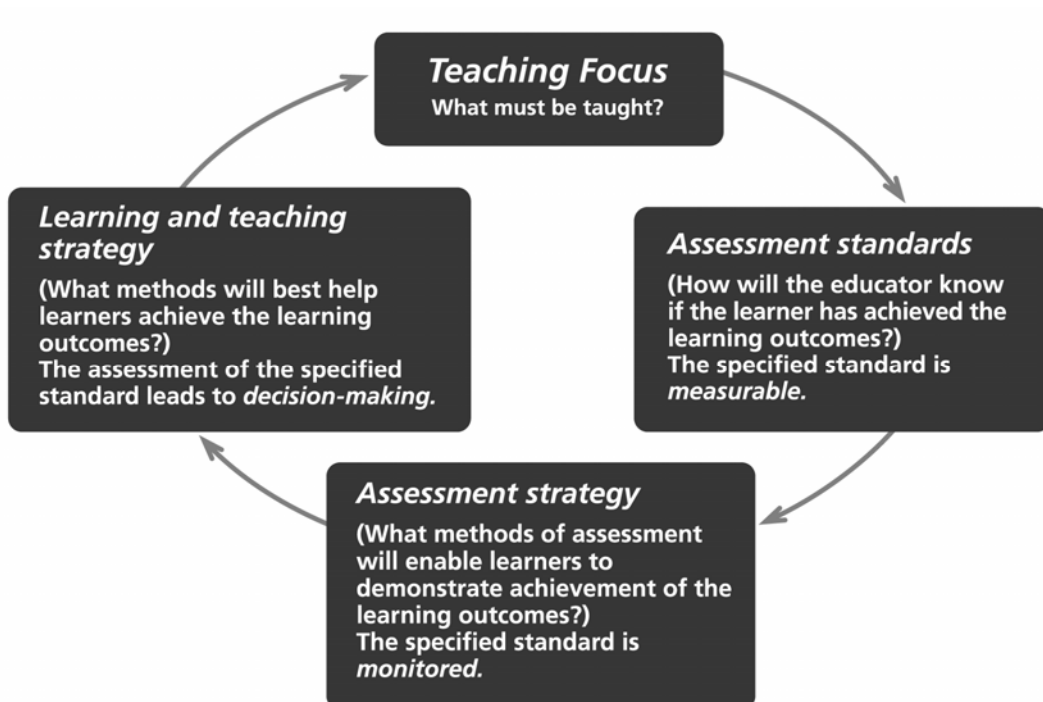 Teaching Focus
What must be taught?
Learning and teaching
strategy
(What methods will best help
learners achieve the learning
outcomes?)
The assessment of the specified
standard leads to decision-making.
Assessment standards
(How will the educator know
if the learner has achieved the
learning outcomes?)
The specified standard is
measurable.
Assessment strategy
(What methods of assessment
will enable learners to
demonstrate achievement of the
learning outcomes?)
The specified standard is
monitored.